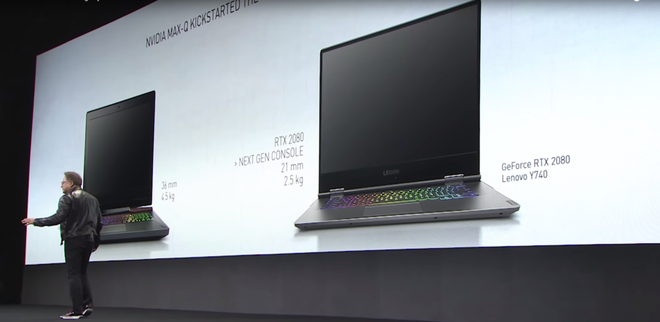 NVIDIA MAX-Q KICKSTARTED THE
36 mm
4.5 kg
RTX 2080
> NEXT GEN CONSOLE
21 mm
2.5 kg
LEGION
GeForce RTX 2080
Lenovo Y740